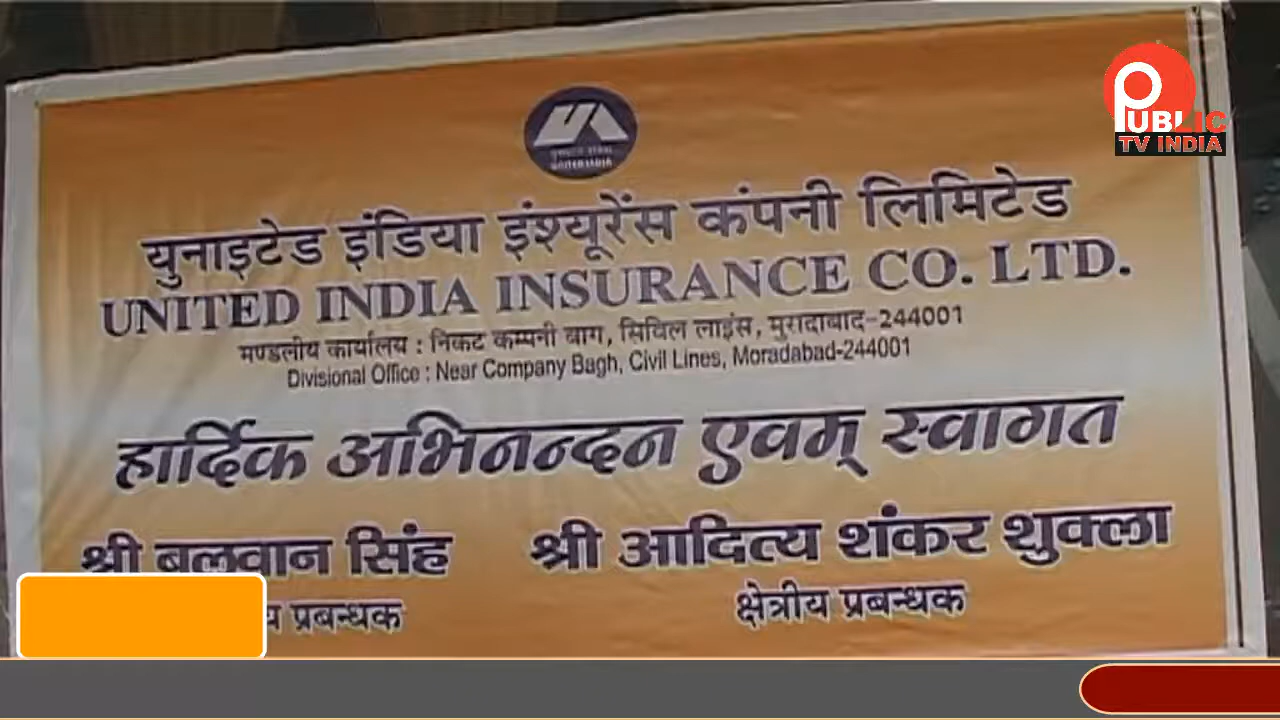 PUBLIC
TV INDIA
UNITED INDIA
युनाइटेड इंडिया इंश्यूरेंस कंपनी लिमिटेड
UNITED INDIA INSURANCE CO. LTD.
मण्डलीय कार्यालय : निकट कम्पनी बाग, सिविल लाइंस, मुरादाबाद-244001
Divisional Office : Near Company Bagh, Civil Lines, Moradabad-244001
हार्दिक अभिनन्दन एवम् स्वागत
श्री बलवान सिंह श्री आदित्य शंकर शुक्ला
प्रबन्धक क्षेत्रीय प्रबन्धक